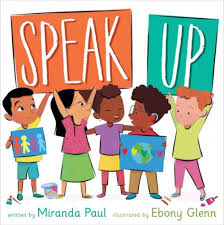 SPEAK UP
written by Miranda Paul illustrated by Ebony Glenn